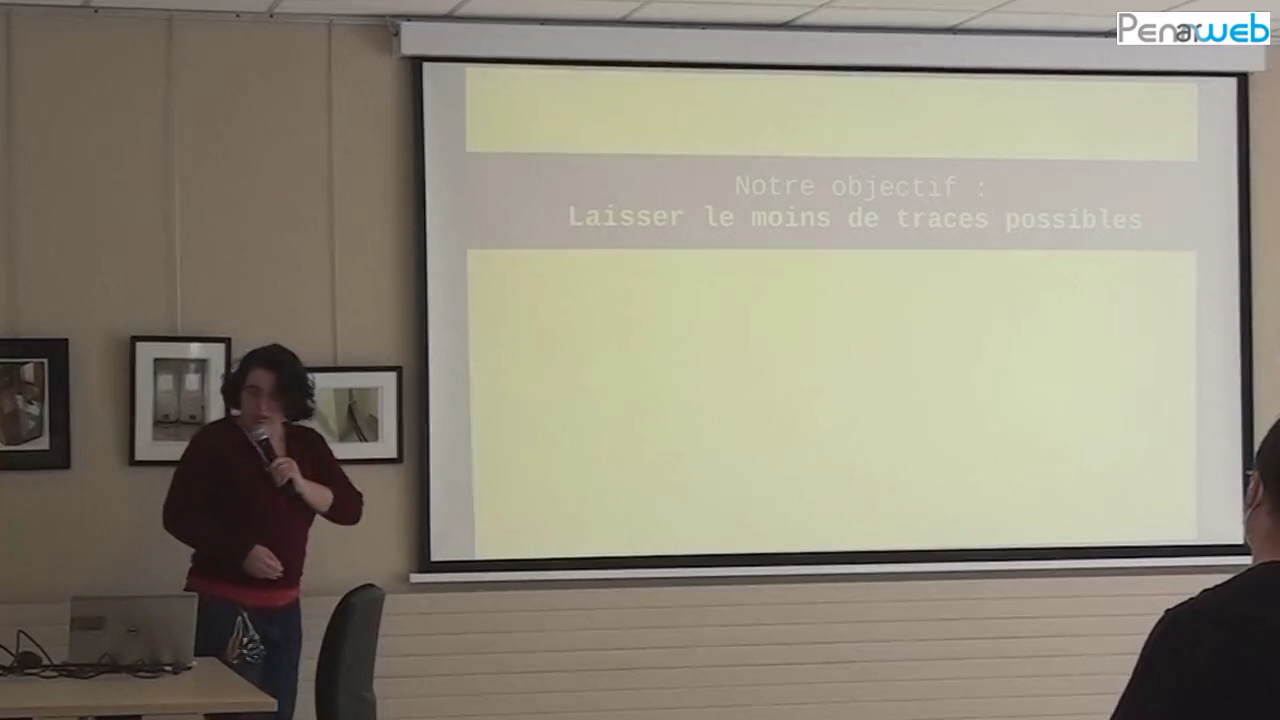 Penarweb
Notre objectif :
Laisser le moins de traces possibles